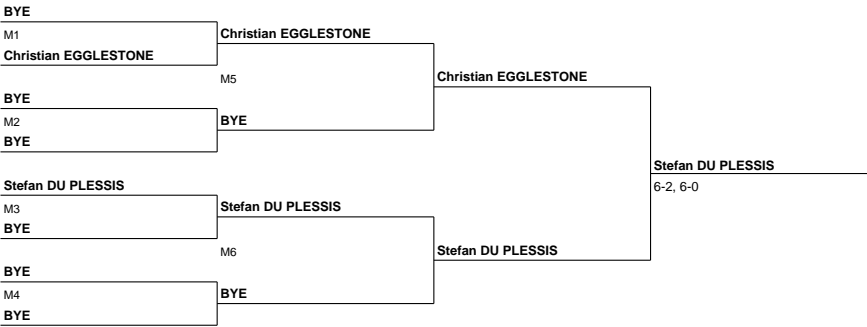 BYE
M1
Christian EGGLESTONE
Christian EGGLESTONE
M5
BYE
M2
BYE
BYE
Christian EGGLESTONE
Stefan DU PLESSIS
M3
BYE
Stefan DU PLESSIS
M6
BYE
M4
BYE
BYE
Stefan DU PLESSIS
Stefan DU PLESSIS
6-2, 6-0